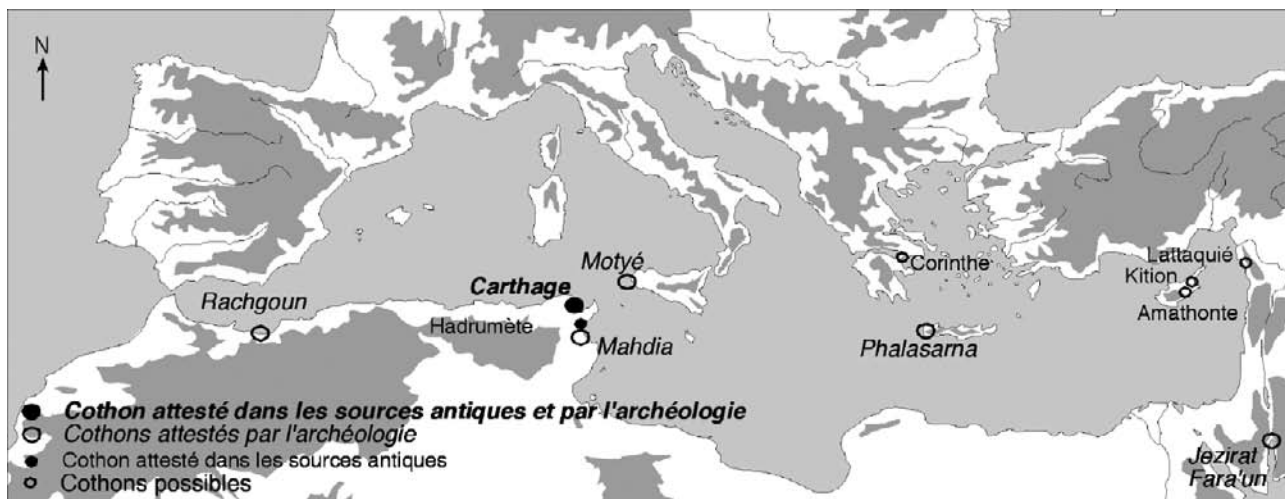 N
Lattaquié
Corinthe
Kition
Motyé
Amathonte
Carthage
Rachgoun
Hadrumète
Mahdia
Phalasarna
Cothon attesté dans les sources antiques et par l'archéologie
Cothons attestés par l'archéologie
Cothon attesté dans les sources antiques
Cothons possibles
Jezirat
Fara'un